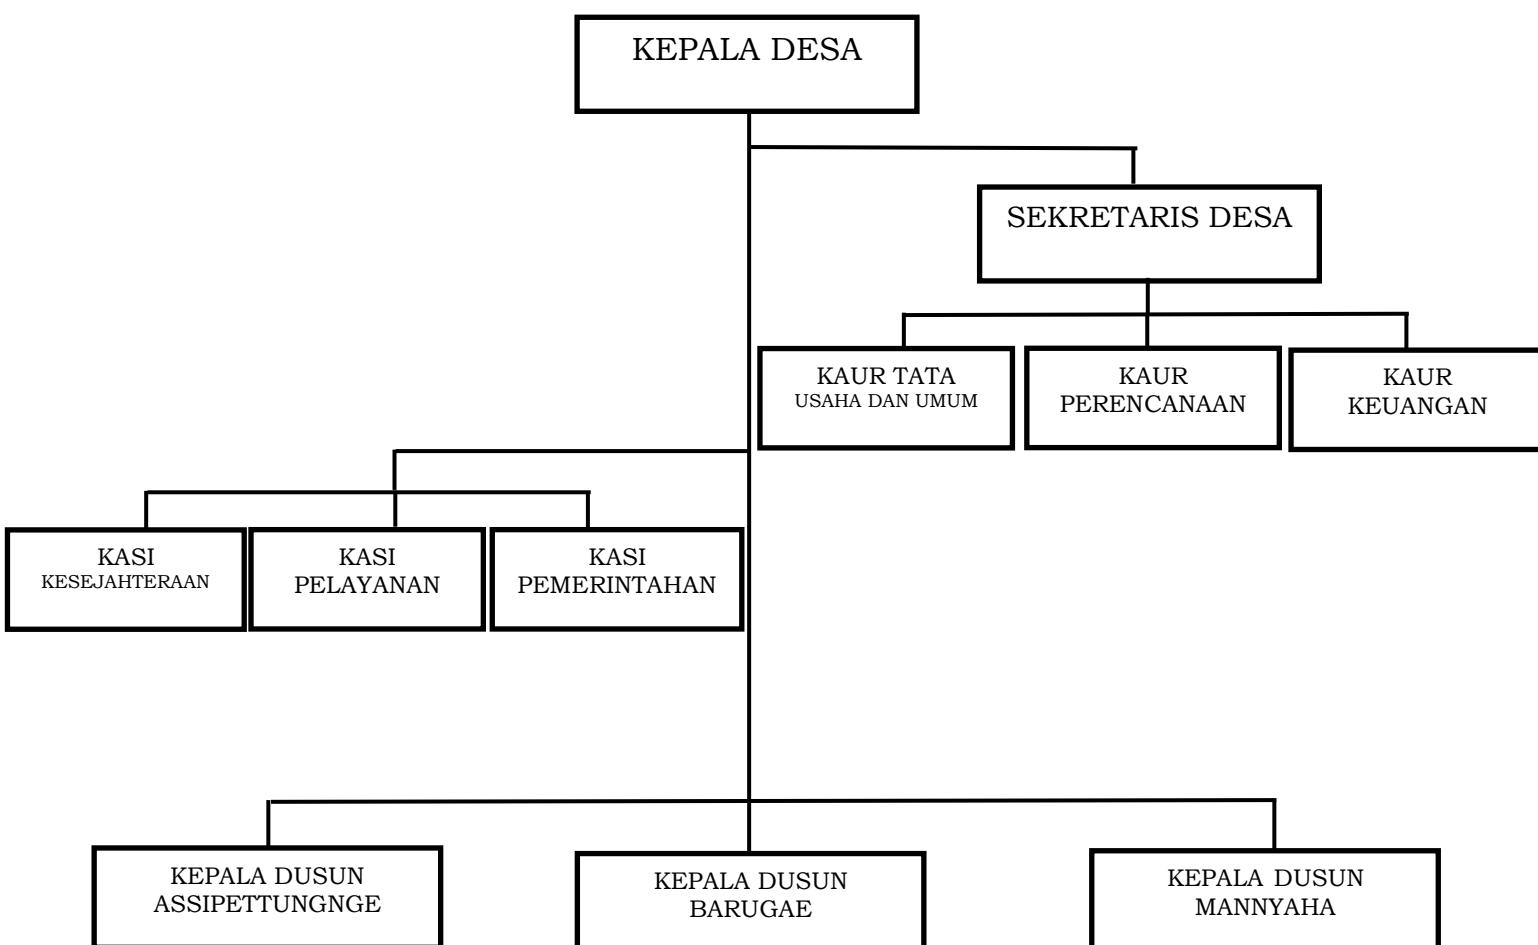 KEPALA DESA
SEKRETARIS DESA
KAUR TATA
USAHA DAN UMUM
KAUR
PERENCANAAN
KAUR
KEUANGAN
KASI
KESEJAHTERAAN
KASI
PELAYANAN
KASI
PEMERINTAHAN
KEPALA DUSUN
ASSIPETTUNGNGE
KEPALA DUSUN
BARUGAE
KEPALA DUSUN
MANNYAHA